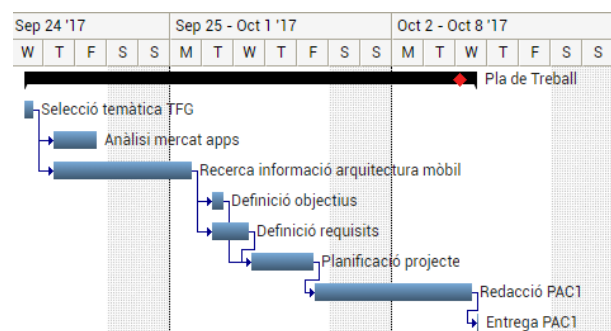 Sep 24 '17 Sep 25 - Oct 1 '17 Oct 2 - Oct 8 '17
W T F S S M T W T F S S M T W T F S S
Pla de Treball
Selecció temàtica TFG
Anàlisi mercat apps
Recerca informació arquitectura mòbil
Definició objectius
Definició requisits
Planificació projecte
Redacció PAC1
Entrega PAC1